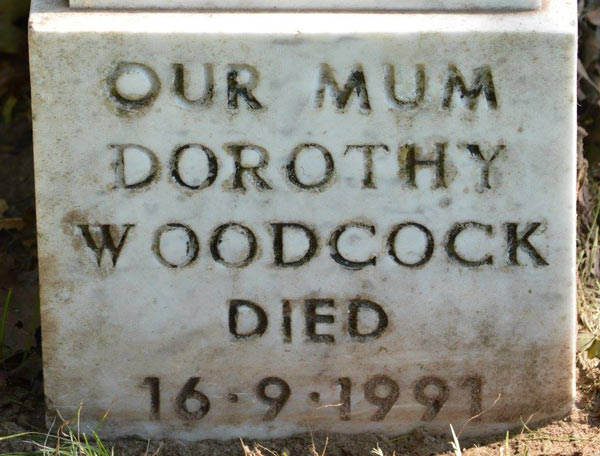 OUR MUM
DOROTHY
WOODCOCK
DIED
16·9·1991